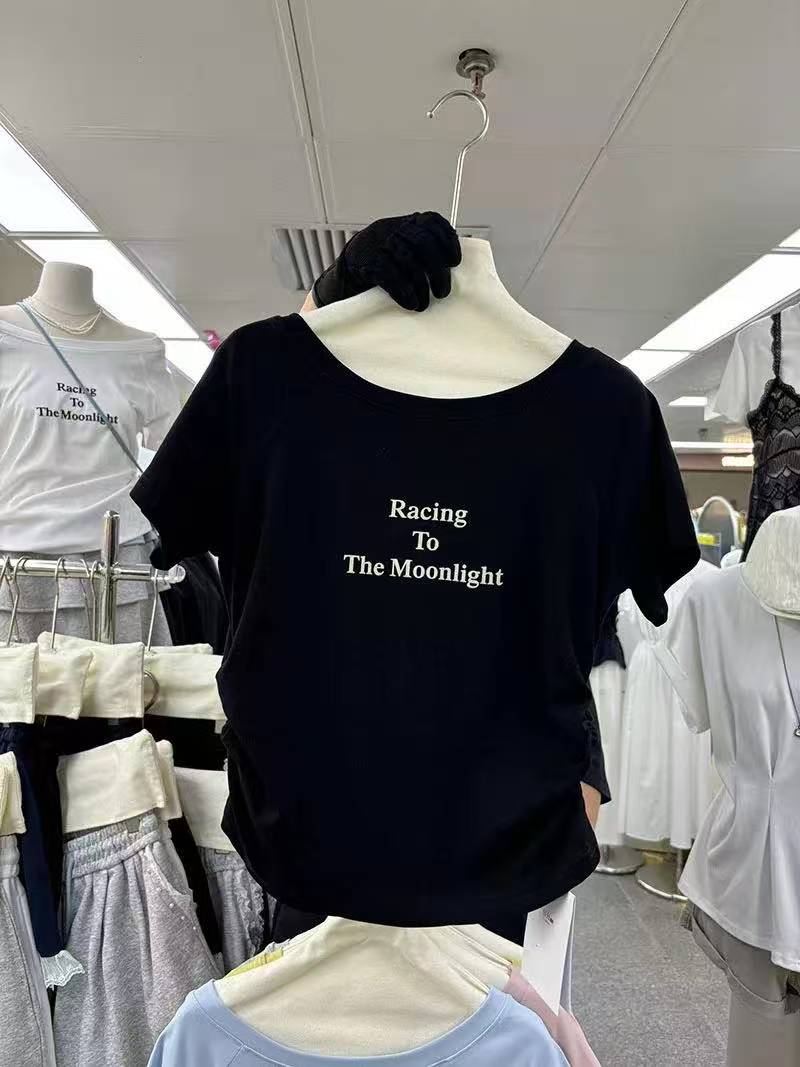 Racing
To
The Moonlight
Racing
To
The Moonlight